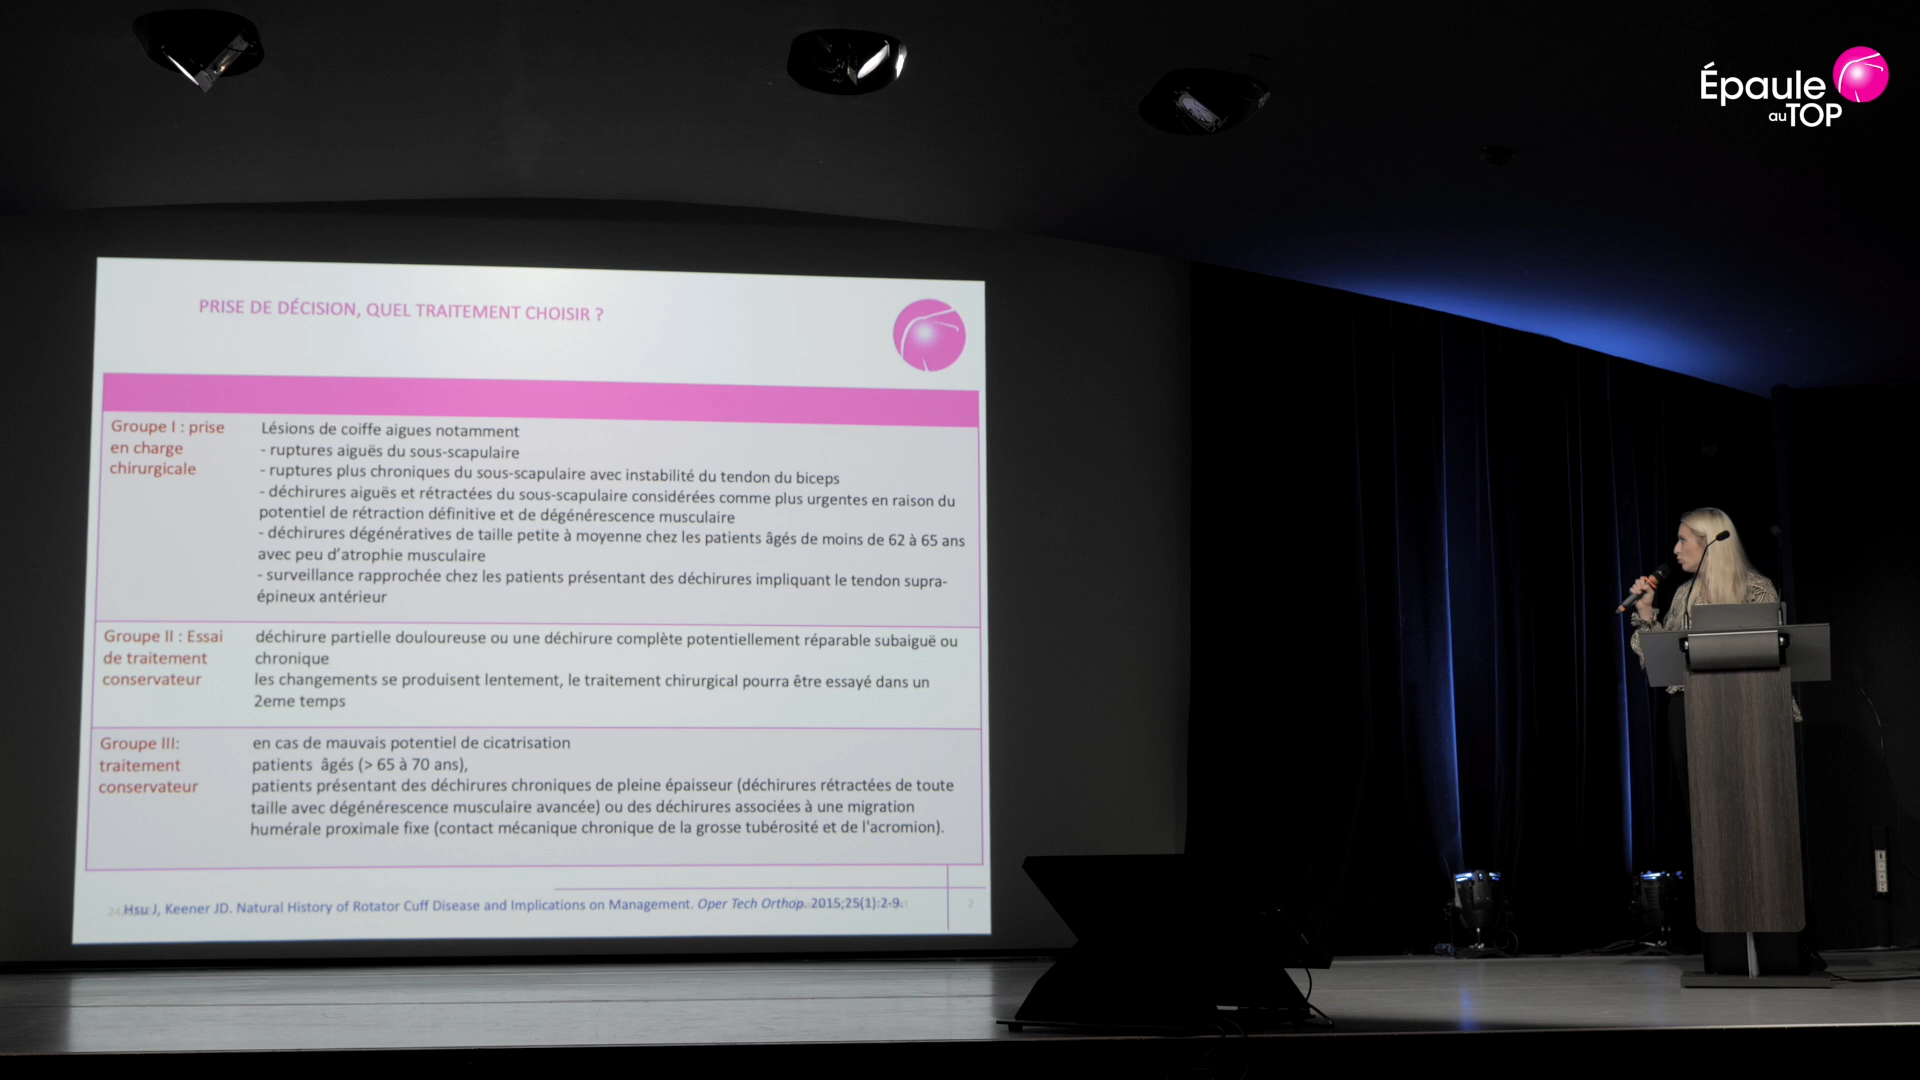 Épaule
au TOP
PRISE DE DÉCISION, QUEL TRAITEMENT CHOISIR ?
Groupe I : prise
en charge
chirurgicale
Lésions de coiffe aigues notamment
- ruptures aiguës du sous-scapulaire
- ruptures plus chroniques du sous-scapulaire avec instabilité du tendon du biceps
- déchirures aiguës et rétractées du sous-scapulaire considérées comme plus urgentes en raison du
potentiel de rétraction définitive et de dégénérescence musculaire
- déchirures dégénératives de taille petite à moyenne chez les patients âgés de moins de 62 à 65 ans
avec peu d'atrophie musculaire
- surveillance rapprochée chez les patients présentant des déchirures impliquant le tendon supra-
épineux antérieur
Groupe II : Essai
de traitement
conservateur
déchirure partielle douloureuse ou une déchirure complète potentiellement réparable subaiguë ou
chronique
les changements se produisent lentement, le traitement chirurgical pourra être essayé dans un
2eme temps
Groupe III:
traitement
conservateur
en cas de mauvais potentiel de cicatrisation
patients âgés (> 65 à 70 ans),
patients présentant des déchirures chroniques de pleine épaisseur (déchirures rétractées de toute
taille avec dégénérescence musculaire avancée) ou des déchirures associées à une migration
humérale proximale fixe (contact mécanique chronique de la grosse tubérosité et de l'acromion).
Hsu J, Keener JD. Natural History of Rotator Cuff Disease and Implications on Management. Oper Tech Orthop. 2015;25(1):2-9.
2